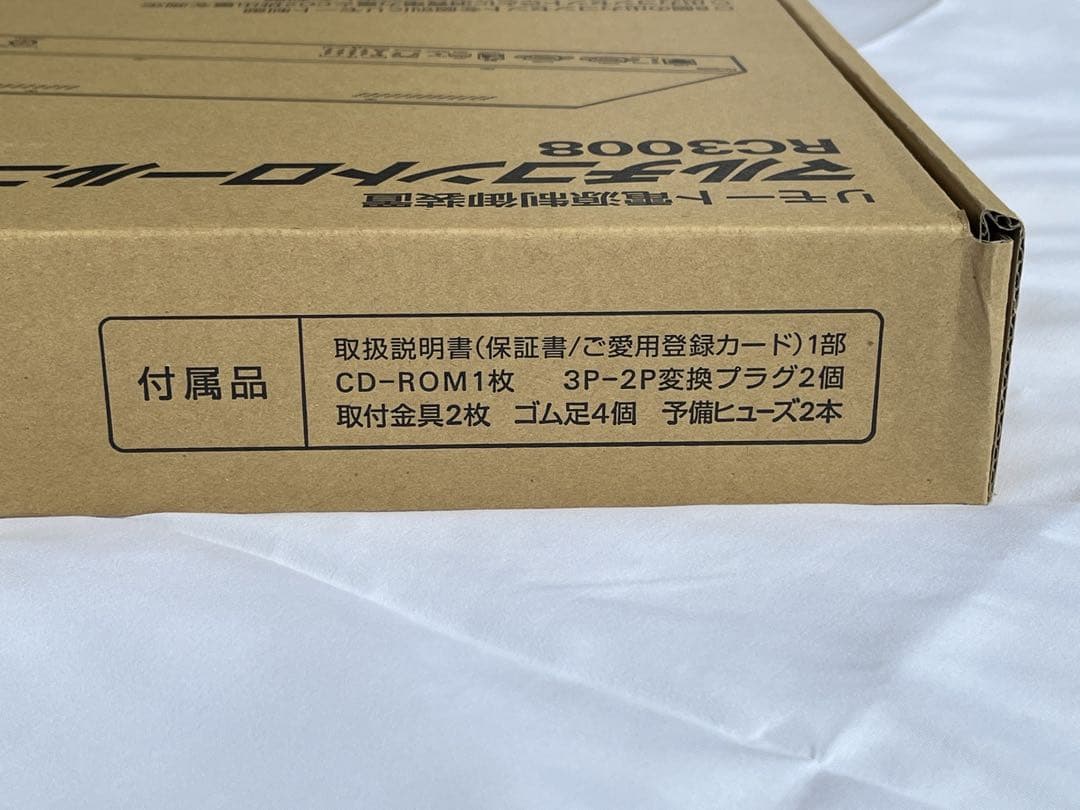 リモート電源制御装置
マルチコントロール
RC3008
付属品
取扱説明書(保証書/ご愛用登録カード)1部
CD-ROM1枚 3P-2P変換プラグ2個
取付金具2枚 ゴム足4個 予備ヒューズ2本